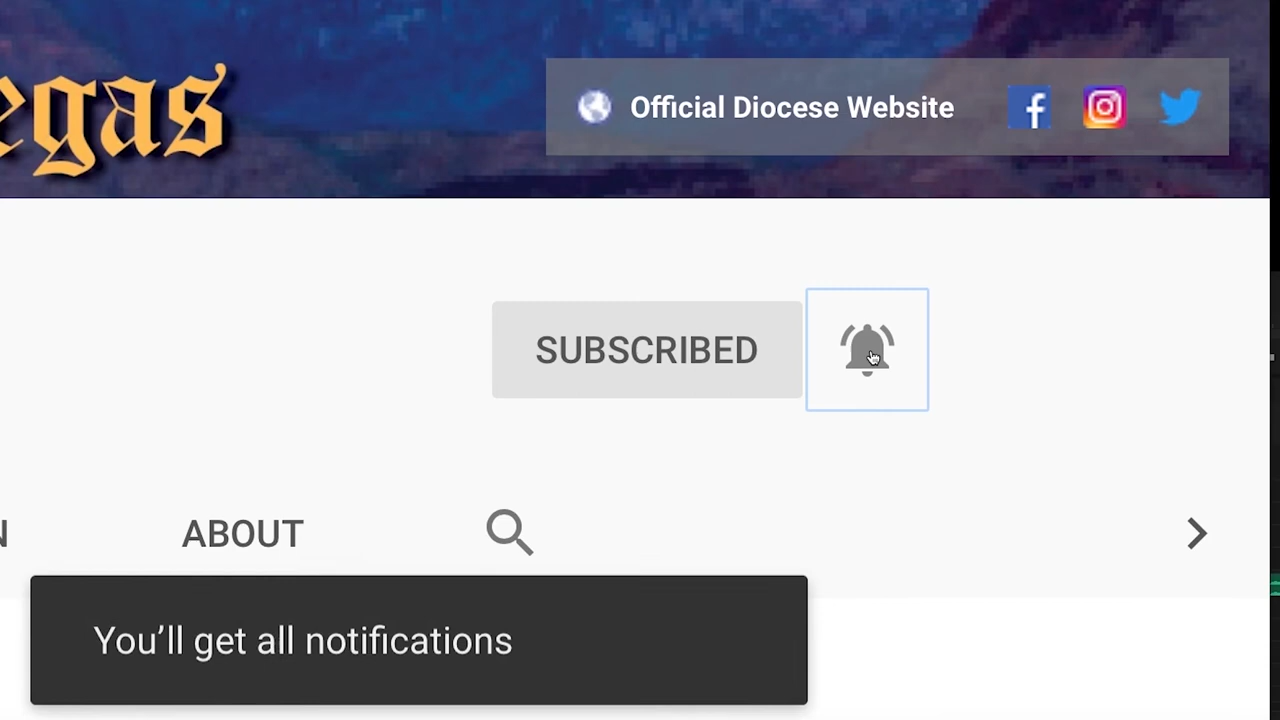 egas
Official Diocese Website
SUBSCRIBED
ABOUT
You’ll get all notifications